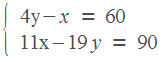 4y−x = 60
11x−19y = 90